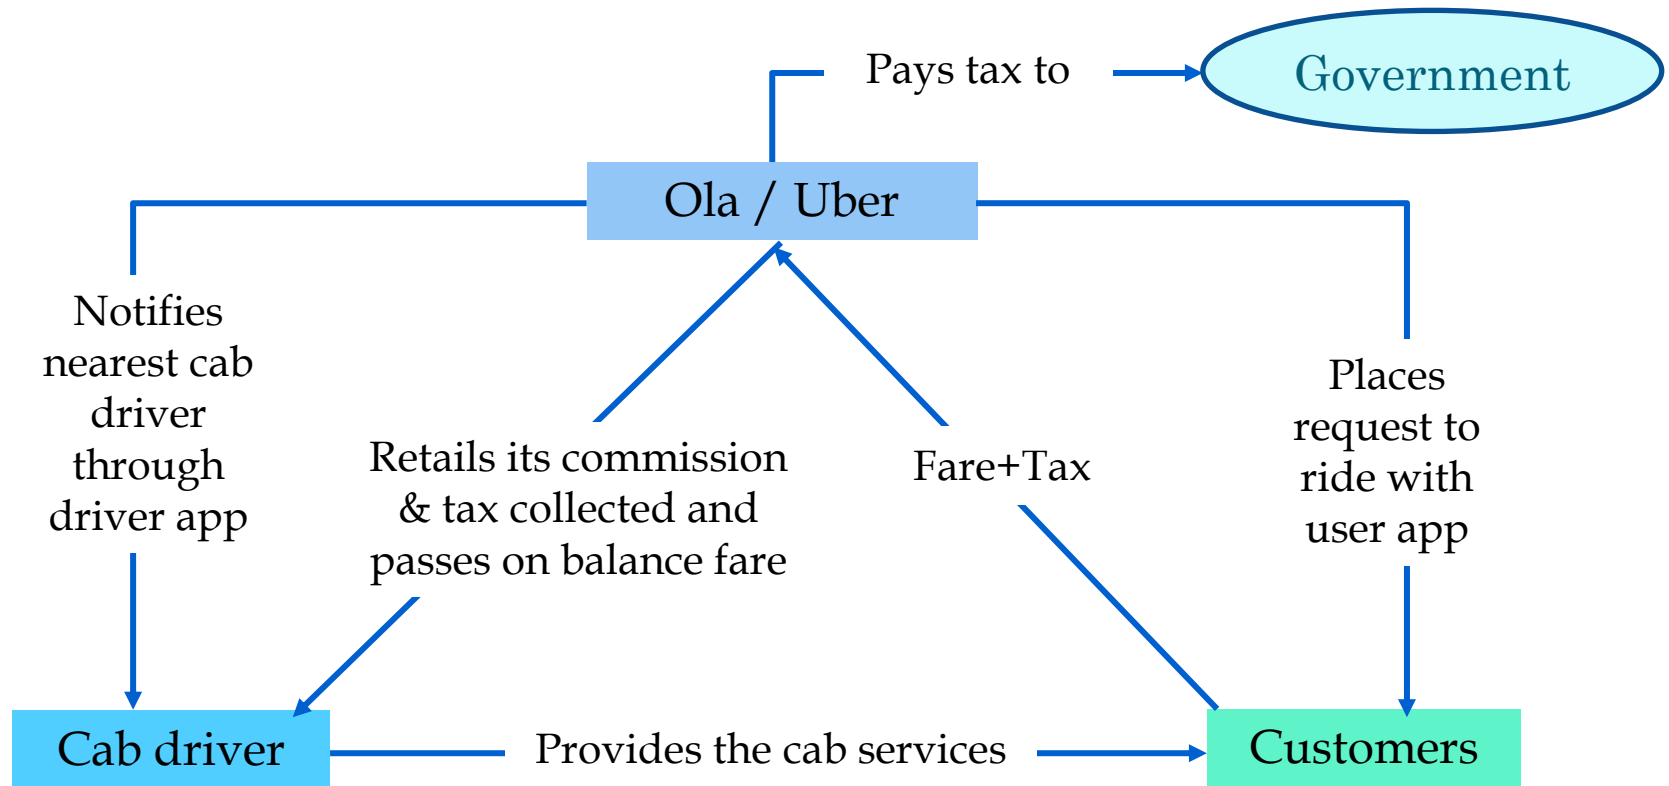 Pays tax to
Government
Ola / Uber
Notifies
nearest cab
driver
through
driver app
Retails its commission
& tax collected and
passes on balance fare
Fare+Tax
Places
request to
ride with
user app
Cab driver
Provides the cab services
Customers